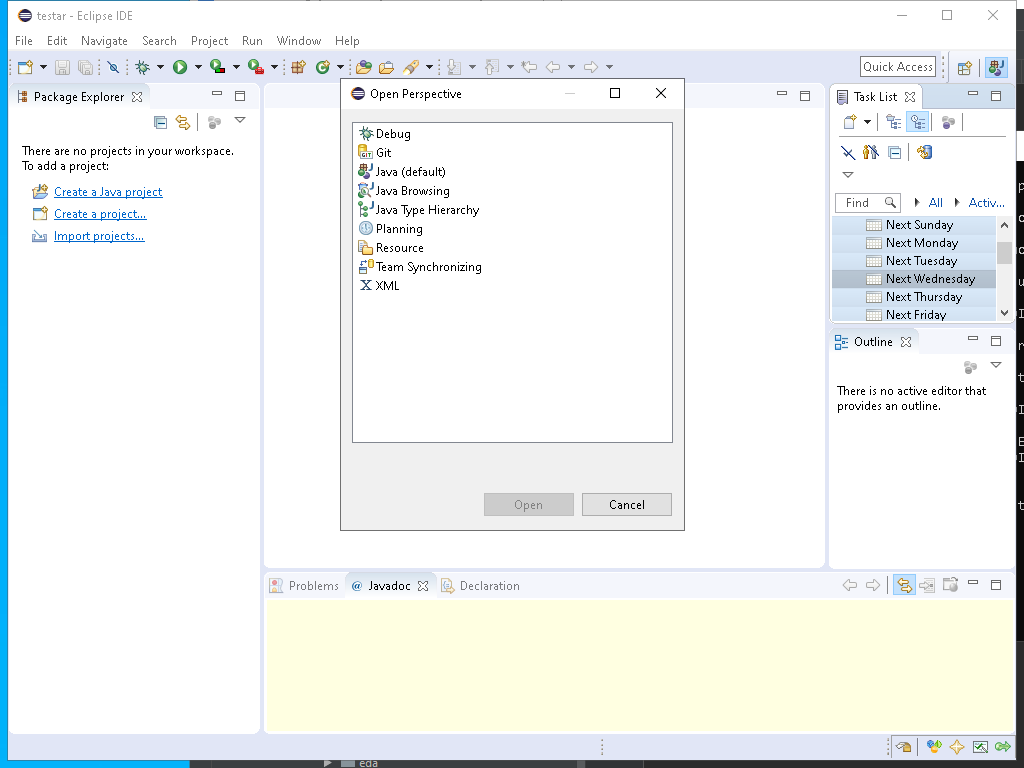 testar - Eclipse IDE
File Edit Navigate Search Project Run Window Help
Quick Access
Package Explorer
There are no projects in your workspace.
To add a project:
Create a Java project
Create a project...
Import projects...
Open Perspective
Debug
GIT Git
Java (default)
Java Browsing
Java Type Hierarchy
Planning
Resource
Team Synchronizing
X XML
Open Cancel
Task List
Find All Activ...
Next Sunday
Next Monday
Next Tuesday
Next Wednesday
Next Thursday
Next Friday
Outline
There is no active editor that
provides an outline.
Problems @ Javadoc Declaration
eda